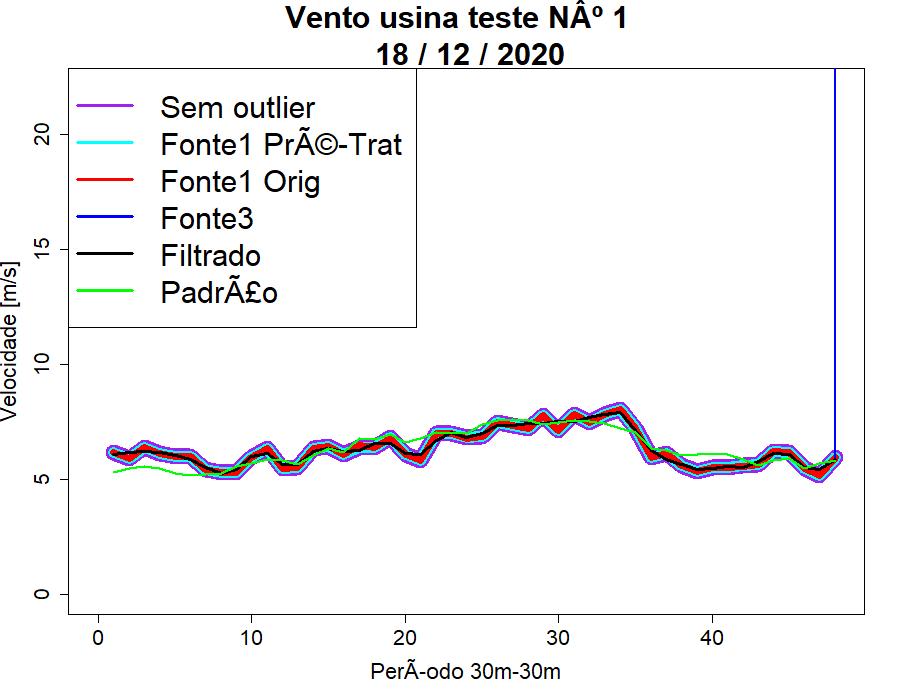 Vento usina teste NÂº 1
18 / 12 / 2020
Sem outlier
Fonte1 PrÃ©-Trat
Fonte1 Orig
Fonte3
Filtrado
PadrÃ£o
Velocidade [m/s]
20
15
10
5
0
0 10 20 30 40
PerÃ-odo 30m-30m